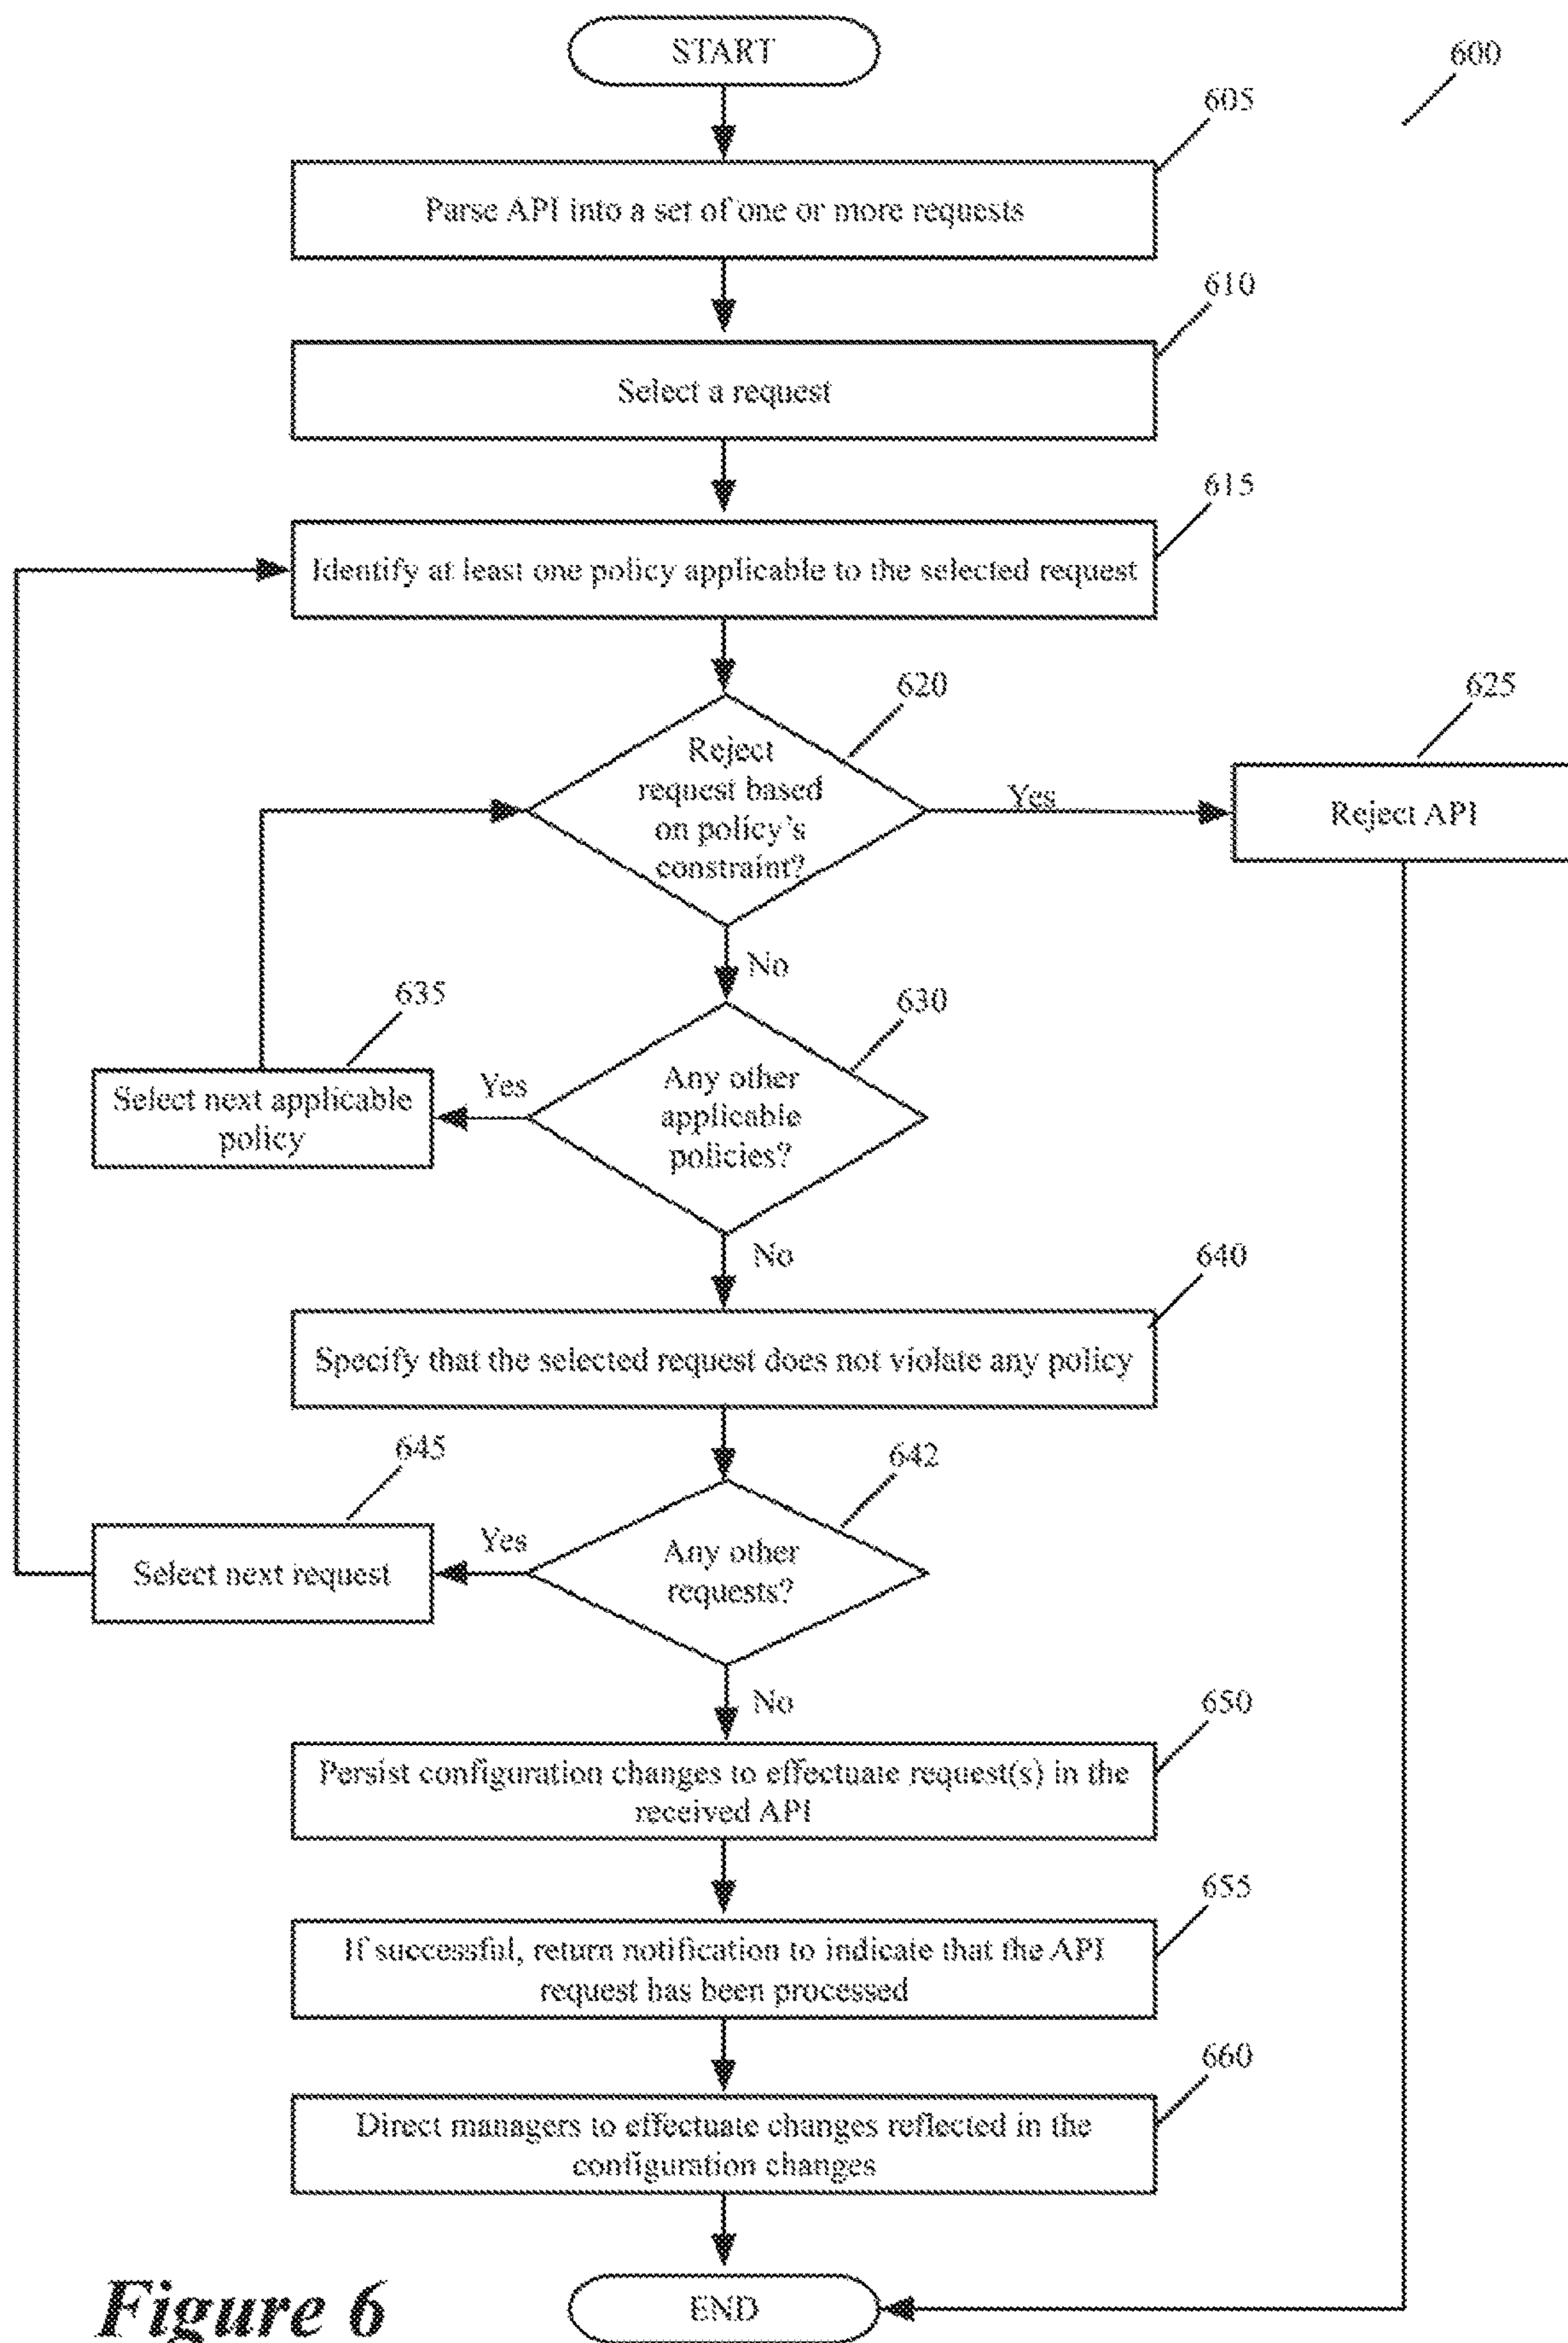 START
600
605
Parse API into a set of one or more requests
610
Select a request
615
Identify at least one policy applicable to the selected request
620
Reject
request based
on policy's
constraint?
Yes
625
Reject API
No
635
Select next applicable
policy
Yes
630
Any other
applicable
policies?
No
640
Specify that the selected request does not violate any policy
645
Select next request
Yes
642
Any other
requests?
No
650
Persist configuration changes to effectuate request(s) in the
received API
655
If successful, return notification to indicate that the API
request has been processed
660
Direct managers to effectuate changes reflected in the
configuration changes
END
Figure 6